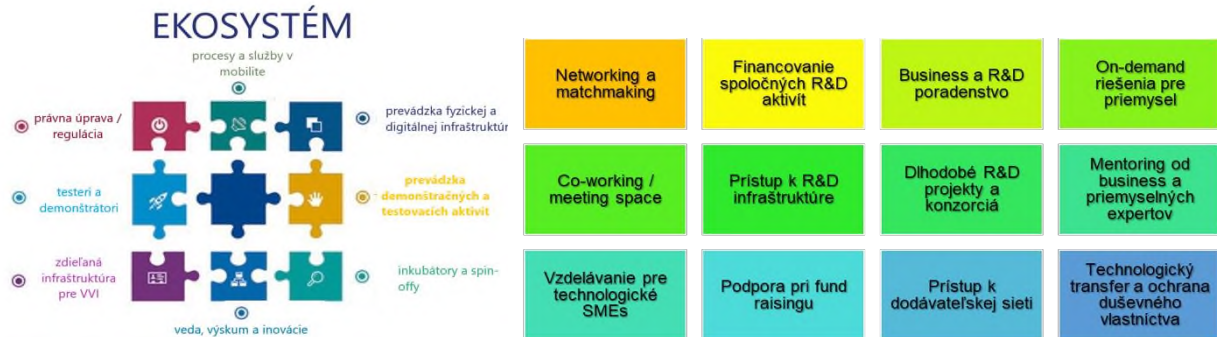 EKOSYSTÉM
procesy a služby v
mobilite
právna úprava /
regulácia
prevádzka fyzickej a
digitálnej infraštruktúr
testeri a
demonštrátori
prevádzka
demonštračných a
testovacích aktivít
zdieľaná
infraštruktúra
pre VVI
inkubátory a spin-
offy
veda, výskum a inovácie
Networking a
matchmaking
Financovanie
spoločných R&D
aktivít
Business a R&D
poradenstvo
On-demand
riešenia pre
priemysel
Co-working /
meeting space
Prístup k R&D
infraštruktúre
Dlhodobé R&D
projekty a
konzorciá
Mentoring od
business a
priemyselných
expertov
Vzdelávanie pre
technologické
SMEs
Podpora pri fund
raisingu
Prístup k
dodávateľskej sieti
Technologický
transfer a ochrana
duševného
vlastníctva